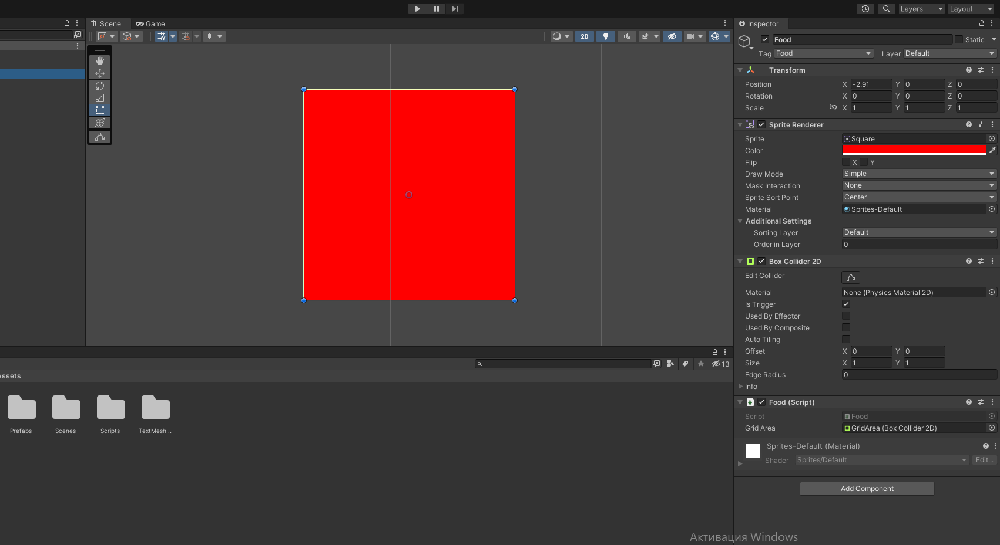 Layers
Layout
Scene
Game
2D
Inspector
Food
Static
Tag Food Layer Default
Transform
Position X -2.91 Y 0 Z 0
Rotation X 0 Y 0 Z 0
Scale X 1 Y 1 Z 1
Sprite Renderer
Sprite Square
Color
Flip X Y
Draw Mode Simple
Mask Interaction None
Sprite Sort Point Center
Material Sprites-Default
Additional Settings
Sorting Layer Default
Order in Layer 0
Box Collider 2D
Edit Collider
Material None (Physics Material 2D)
Is Trigger
Used By Effector
Used By Composite
Auto Tiling
Offset X 0 Y 0
Size X 1 Y 1
Edge Radius 0
Info
Food (Script)
Script Food
Grid Area GridArea (Box Collider 2D)
Sprites-Default (Material)
Shader Sprites/Default Edit...
Add Component
13
Assets
Prefabs
Scenes
Scripts
TextMesh ...
Активация Windows